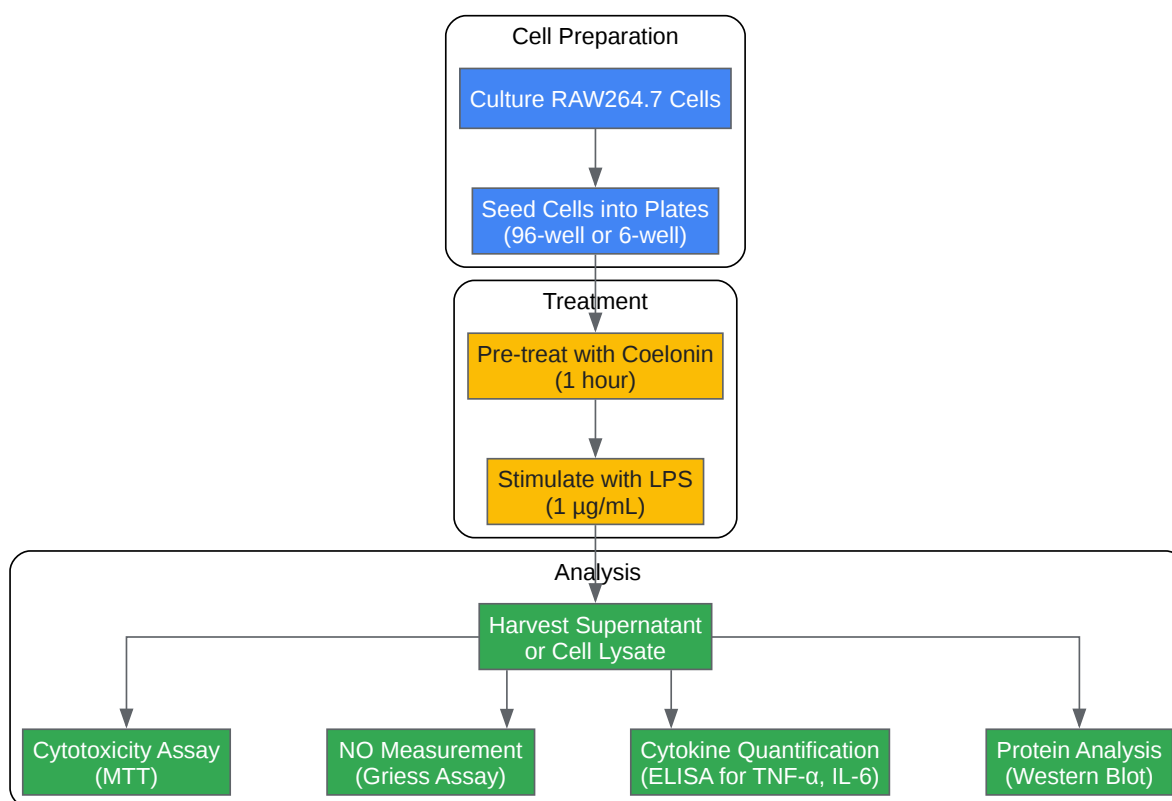 Cell Preparation
Culture RAW264.7 Cells
Seed Cells into Plates
(96-well or 6-well)
Treatment
Pre-treat with Coelonin
(1 hour)
Stimulate with LPS
(1 µg/mL)
Analysis
Harvest Supernatant
or Cell Lysate
Cytotoxicity Assay
(MTT)
NO Measurement
(Griess Assay)
Cytokine Quantification
(ELISA for TNF-α, IL-6)
Protein Analysis
(Western Blot)